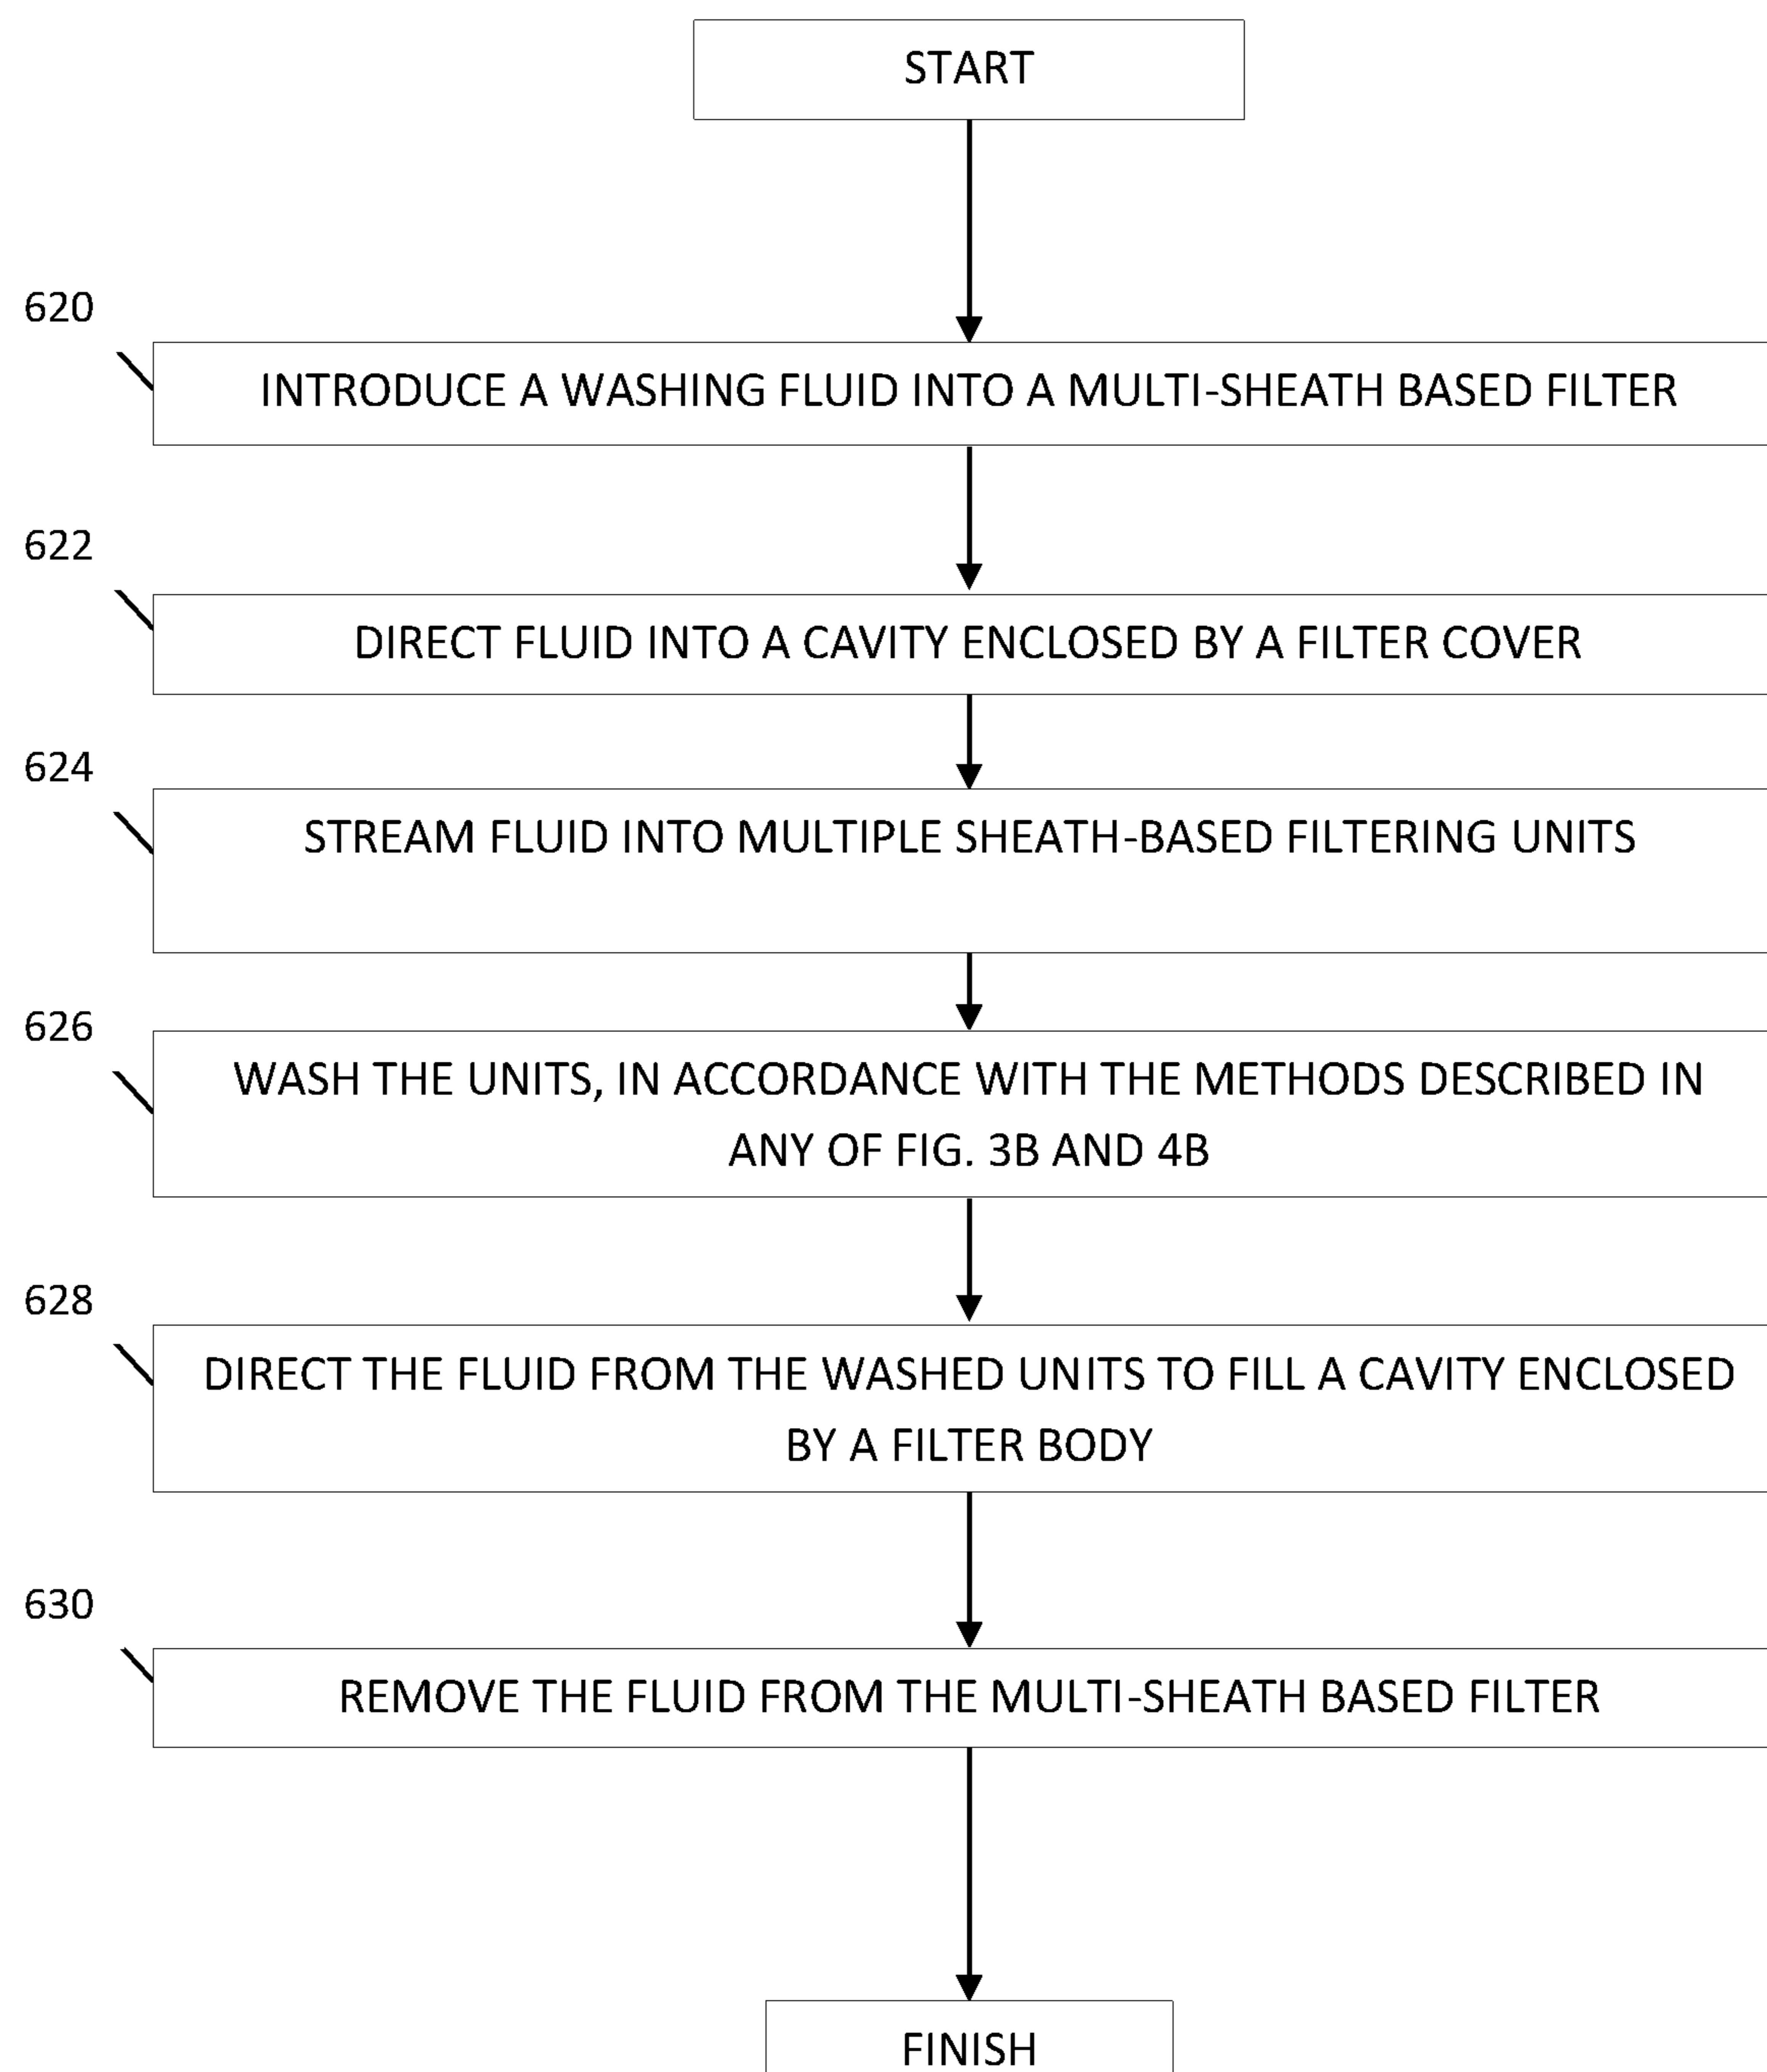 START
620
INTRODUCE A WASHING FLUID INTO A MULTI-SHEATH BASED FILTER
622
DIRECT FLUID INTO A CAVITY ENCLOSED BY A FILTER COVER
624
STREAM FLUID INTO MULTIPLE SHEATH-BASED FILTERING UNITS
626
WASH THE UNITS, IN ACCORDANCE WITH THE METHODS DESCRIBED IN
ANY OF FIG. 3B AND 4B
628
DIRECT THE FLUID FROM THE WASHED UNITS TO FILL A CAVITY ENCLOSED
BY A FILTER BODY
630
REMOVE THE FLUID FROM THE MULTI-SHEATH BASED FILTER
FINISH